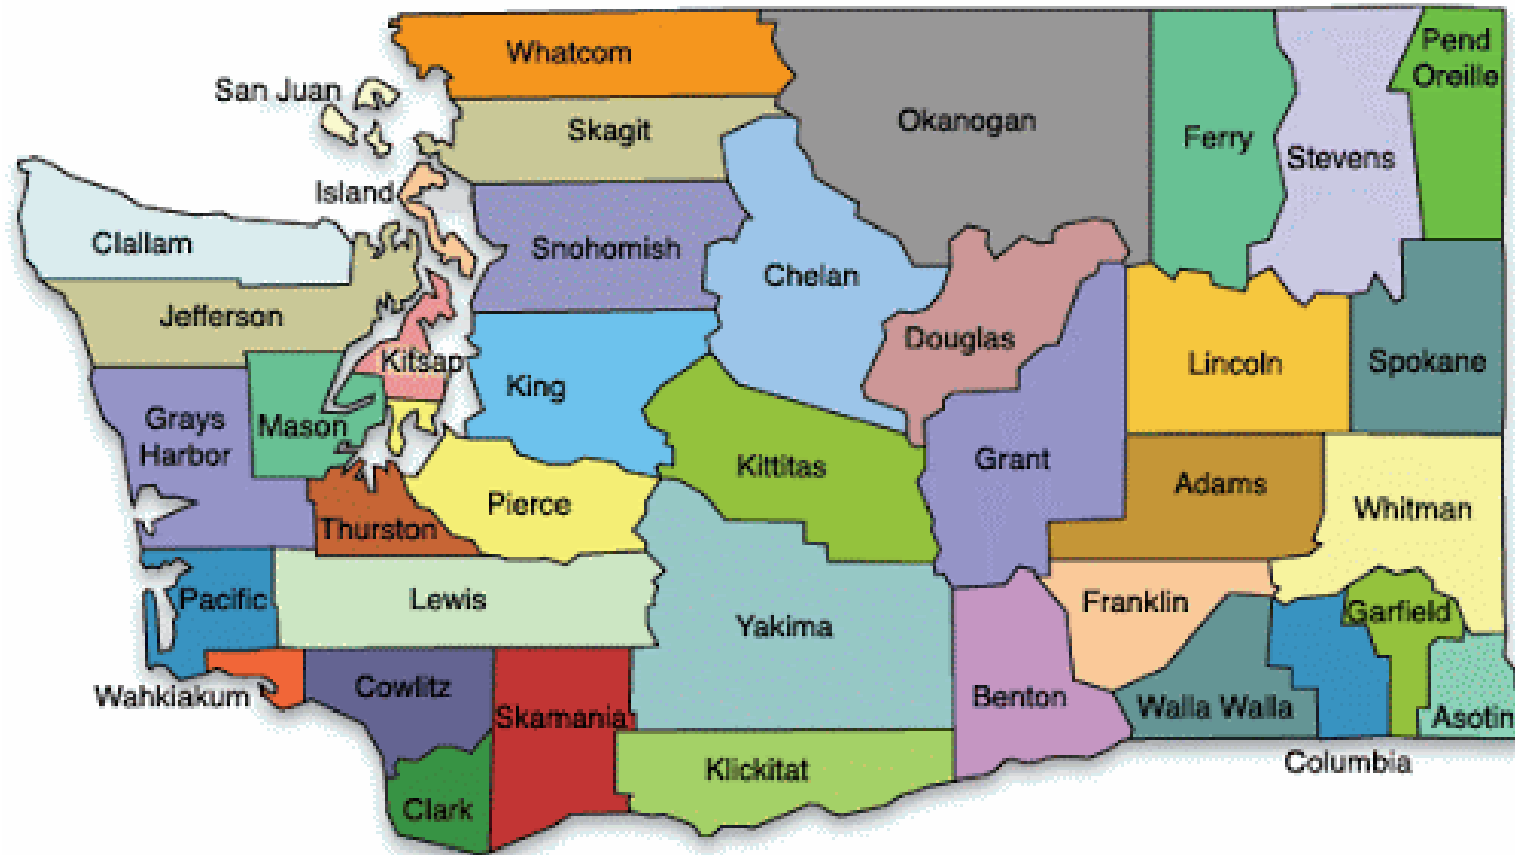 Whatcom
Pend
Oreille
San Juan
Okanogan
Skagit
Ferry
Stevens
Island
Clallam
Snohomish
Chelan
Jefferson
Douglas
Kitsap
Lincoln
Spokane
King
Grays
Harbor
Mason
Kittitas
Grant
Adams
Pierce
Whitman
Thurston
Pacific
Lewis
Yakima
Franklin
Garfield
Wahkiakum
Cowlitz
Skamania
Benton
Walla Walla
Asotin
Klickitat
Columbia
Clark